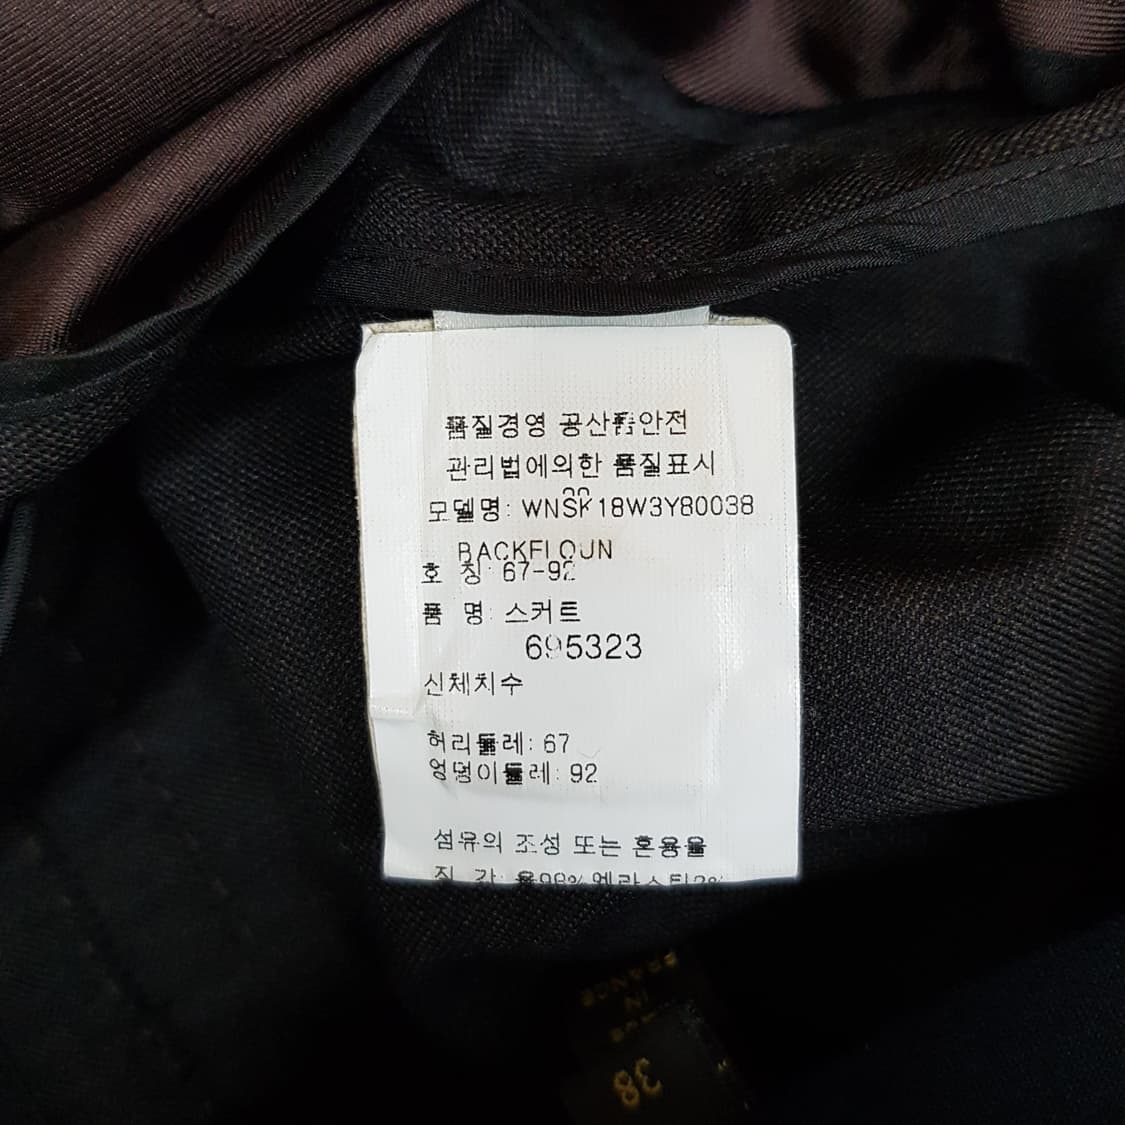 품질경영 공산품안전
관리법에의한 품질표시
모델명: WNSK18W3Y80038
BACKFLOUN
호 칭: 67-92
품 명: 스커트
695323
신체치수
허리둘레: 67
엉덩이둘레: 92
섬유의 조성 또는 혼용율
38
IN
FRANCE